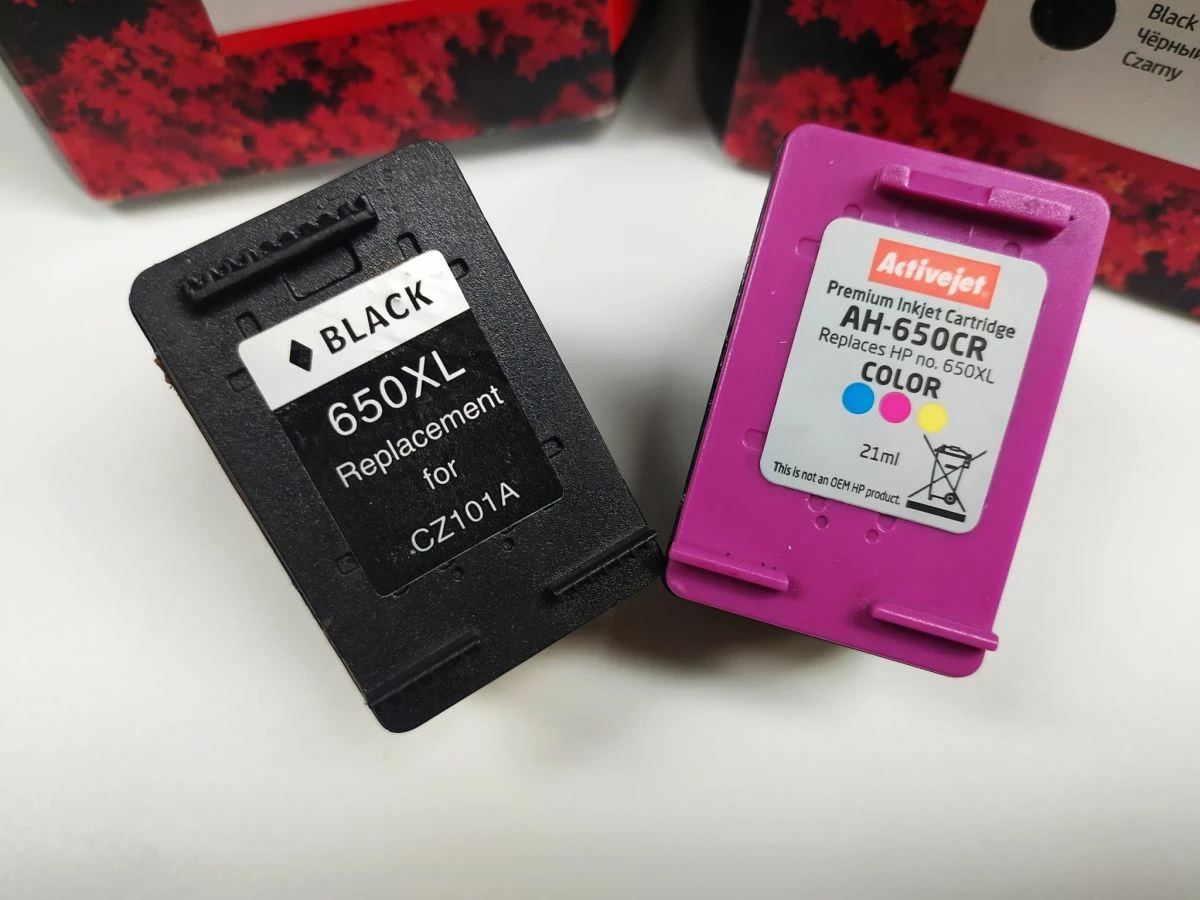 Black
Чёрный
Czarny
BLACK
650XL
Replacement
for
CZ101A
Activejet
Premium Inkjet Cartridge
AH-650CR
Replaces HP no. 650XL
COLOR
21ml
This is not an OEM HP product.